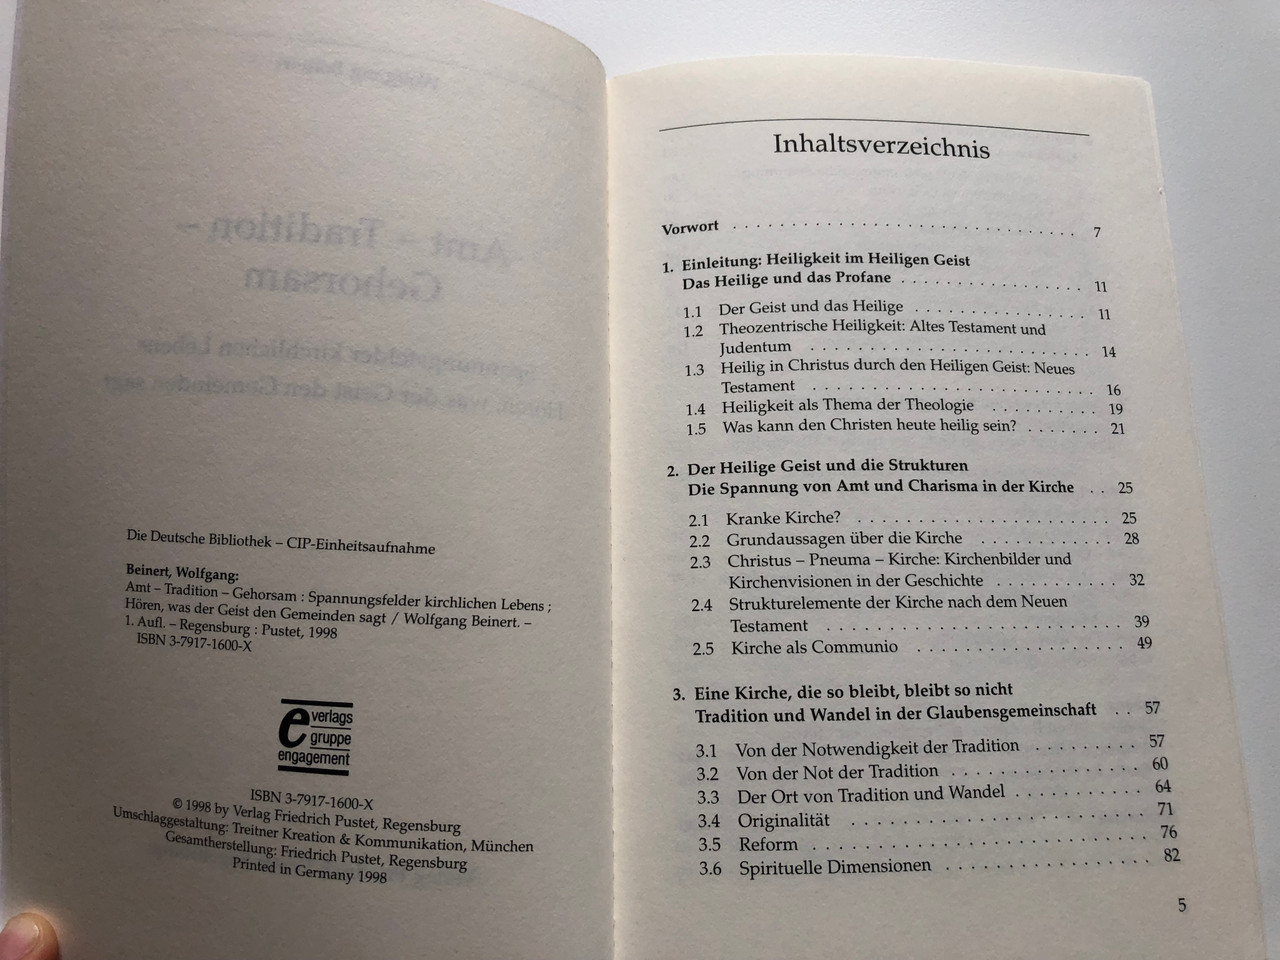 Die Deutsche Bibliothek – CIP-Einheitsaufnahme
Beinert, Wolfgang:
Amt – Tradition – Gehorsam : Spannungsfelder kirchlichen Lebens ;
Hören, was der Geist den Gemeinden sagt / Wolfgang Beinert. –
1. Aufl. – Regensburg : Pustet, 1998
ISBN 3-7917-1600-X
e verlags
gruppe
engagement
ISBN 3-7917-1600-X
© 1998 by Verlag Friedrich Pustet, Regensburg
Umschlaggestaltung: Treitner Kreation & Kommunikation, München
Gesamtherstellung: Friedrich Pustet, Regensburg
Printed in Germany 1998
Inhaltsverzeichnis
Vorwort . . . . . . . . . . . . . . . . . . . . . . . . . . . . . . 7
1. Einleitung: Heiligkeit im Heiligen Geist
Das Heilige und das Profane . . . . . . . . . . . . . . . . . 11
1.1 Der Geist und das Heilige . . . . . . . . . . . . . . . . 11
1.2 Theozentrische Heiligkeit: Altes Testament und
Judentum . . . . . . . . . . . . . . . . . . . . . . . . . . 14
1.3 Heilig in Christus durch den Heiligen Geist: Neues
Testament . . . . . . . . . . . . . . . . . . . . . . . . . . 16
1.4 Heiligkeit als Thema der Theologie . . . . . . . . . . 19
1.5 Was kann den Christen heute heilig sein? . . . . . . . 21
2. Der Heilige Geist und die Strukturen
Die Spannung von Amt und Charisma in der Kirche . . 25
2.1 Kranke Kirche? . . . . . . . . . . . . . . . . . . . . . . 25
2.2 Grundaussagen über die Kirche . . . . . . . . . . . . 28
2.3 Christus – Pneuma – Kirche: Kirchenbilder und
Kirchenvisionen in der Geschichte . . . . . . . . . . . 32
2.4 Strukturelemente der Kirche nach dem Neuen
Testament . . . . . . . . . . . . . . . . . . . . . . . . . . 39
2.5 Kirche als Communio . . . . . . . . . . . . . . . . . . 49
3. Eine Kirche, die so bleibt, bleibt so nicht
Tradition und Wandel in der Glaubensgemeinschaft . . 57
3.1 Von der Notwendigkeit der Tradition . . . . . . . . . 57
3.2 Von der Not der Tradition . . . . . . . . . . . . . . . 60
3.3 Der Ort von Tradition und Wandel . . . . . . . . . . . 64
3.4 Originalität . . . . . . . . . . . . . . . . . . . . . . . . 71
3.5 Reform . . . . . . . . . . . . . . . . . . . . . . . . . . . 76
3.6 Spirituelle Dimensionen . . . . . . . . . . . . . . . . . 82
5